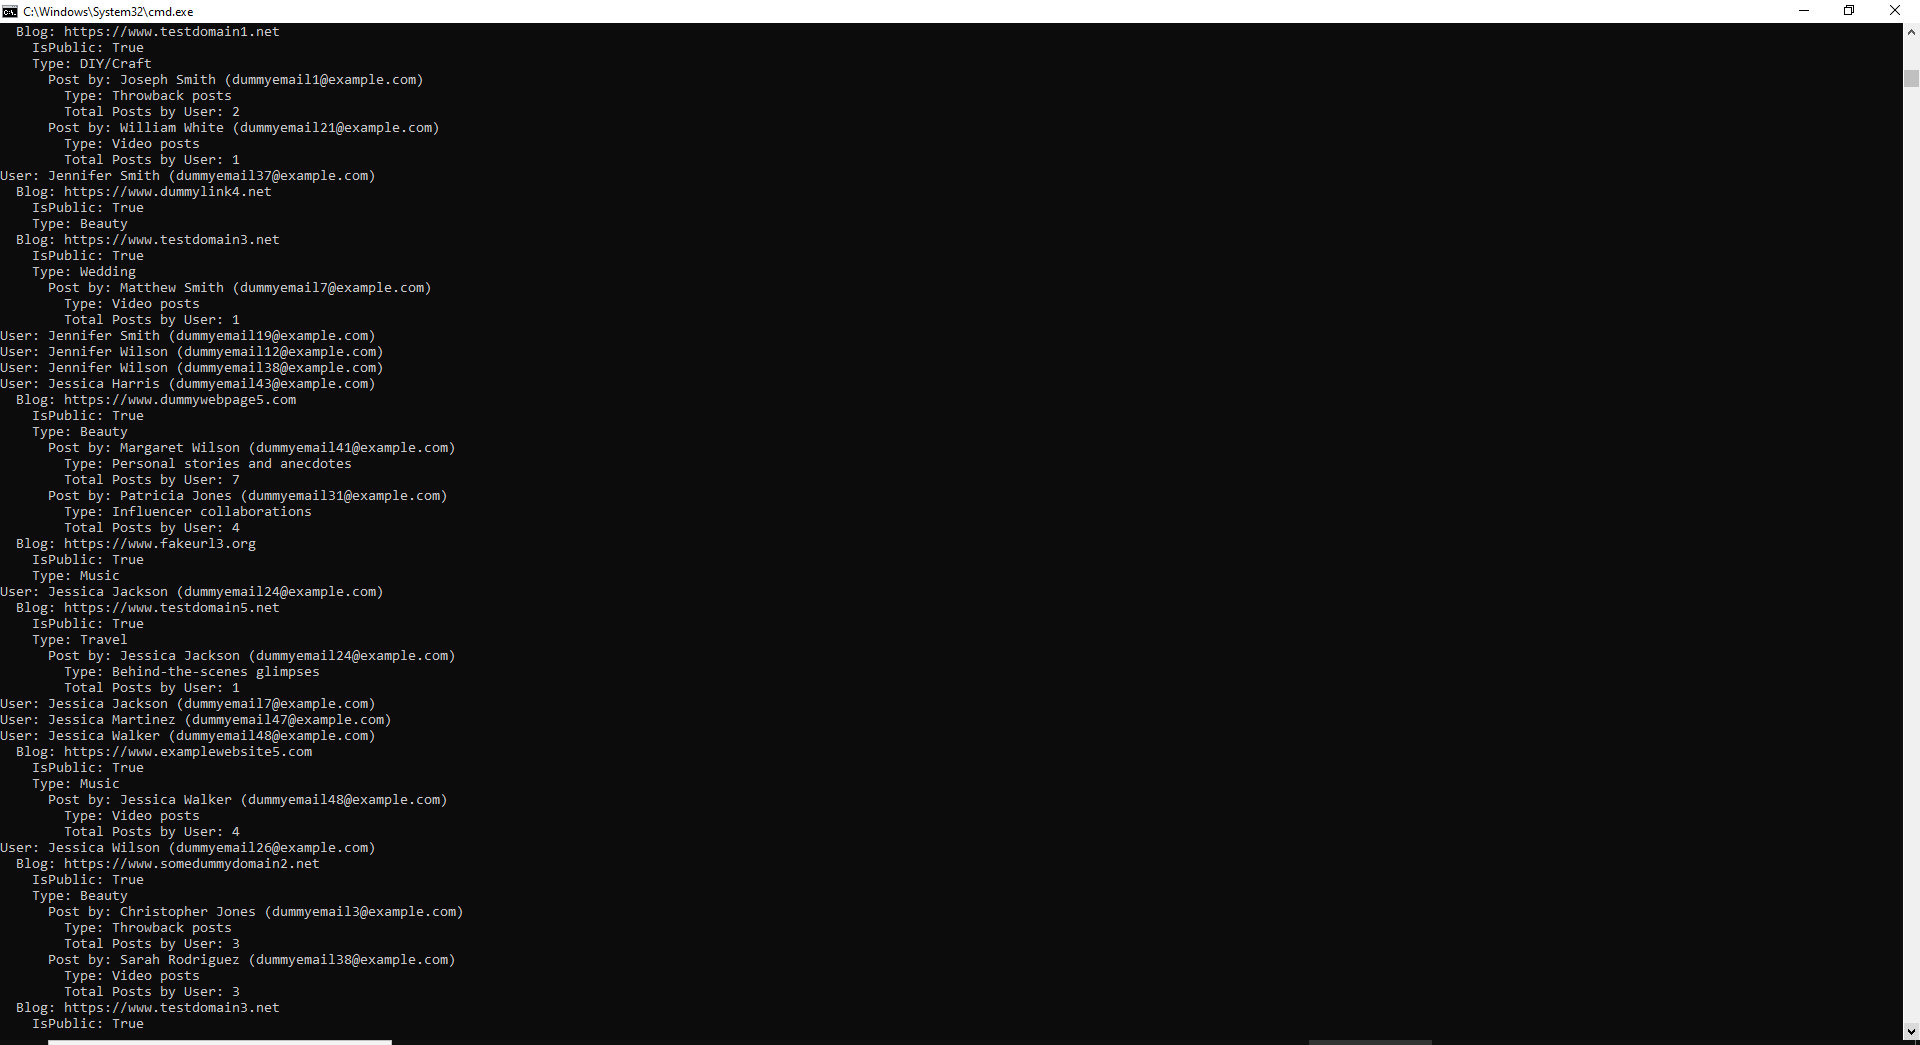 C:\Windows\System32\cmd.exe
  Blog: https://www.testdomain1.net
    IsPublic: True
    Type: DIY/Craft
      Post by: Joseph Smith (dummyemail1@example.com)
        Type: Throwback posts
        Total Posts by User: 2
      Post by: William White (dummyemail21@example.com)
        Type: Video posts
        Total Posts by User: 1
User: Jennifer Smith (dummyemail37@example.com)
  Blog: https://www.dummylink4.net
    IsPublic: True
    Type: Beauty
  Blog: https://www.testdomain3.net
    IsPublic: True
    Type: Wedding
      Post by: Matthew Smith (dummyemail7@example.com)
        Type: Video posts
        Total Posts by User: 1
User: Jennifer Smith (dummyemail19@example.com)
User: Jennifer Wilson (dummyemail12@example.com)
User: Jennifer Wilson (dummyemail38@example.com)
User: Jessica Harris (dummyemail43@example.com)
  Blog: https://www.dummywebpage5.com
    IsPublic: True
    Type: Beauty
      Post by: Margaret Wilson (dummyemail41@example.com)
        Type: Personal stories and anecdotes
        Total Posts by User: 7
      Post by: Patricia Jones (dummyemail31@example.com)
        Type: Influencer collaborations
        Total Posts by User: 4
  Blog: https://www.fakeurl3.org
    IsPublic: True
    Type: Music
User: Jessica Jackson (dummyemail24@example.com)
  Blog: https://www.testdomain5.net
    IsPublic: True
    Type: Travel
      Post by: Jessica Jackson (dummyemail24@example.com)
        Type: Behind-the-scenes glimpses
        Total Posts by User: 1
User: Jessica Jackson (dummyemail7@example.com)
User: Jessica Martinez (dummyemail47@example.com)
User: Jessica Walker (dummyemail48@example.com)
  Blog: https://www.examplewebsite5.com
    IsPublic: True
    Type: Music
      Post by: Jessica Walker (dummyemail48@example.com)
        Type: Video posts
        Total Posts by User: 4
User: Jessica Wilson (dummyemail26@example.com)
  Blog: https://www.somedummydomain2.net
    IsPublic: True
    Type: Beauty
      Post by: Christopher Jones (dummyemail3@example.com)
        Type: Throwback posts
        Total Posts by User: 3
      Post by: Sarah Rodriguez (dummyemail38@example.com)
        Type: Video posts
        Total Posts by User: 3
  Blog: https://www.testdomain3.net
    IsPublic: True